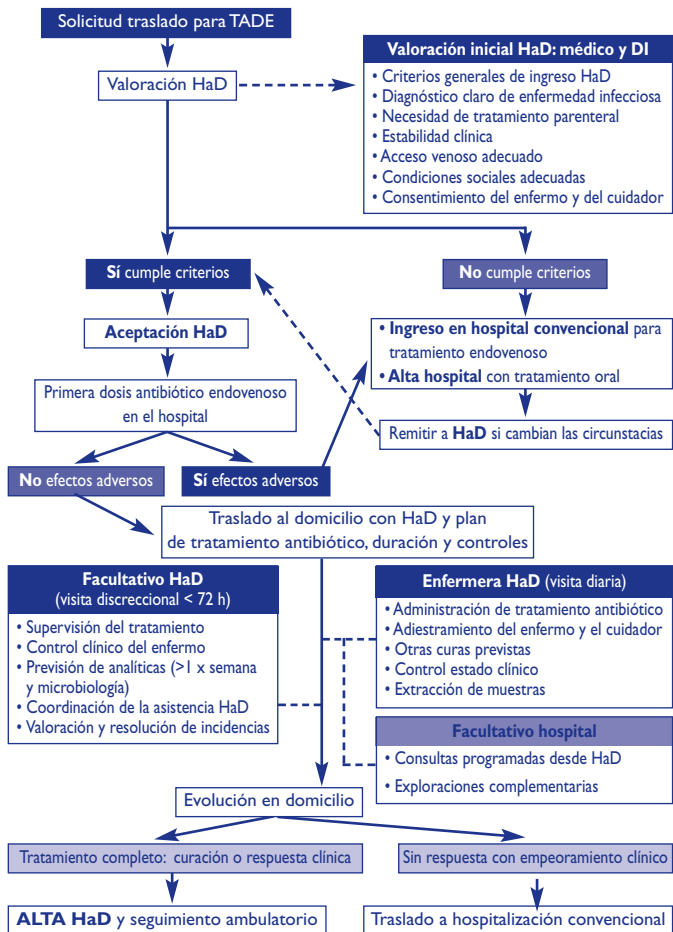 Solicitud traslado para TADE
Valoración HaD
Valoración inicial HaD: médico y DI
• Criterios generales de ingreso HaD
• Diagnóstico claro de enfermedad infecciosa
• Necesidad de tratamiento parenteral
• Estabilidad clínica
• Acceso venoso adecuado
• Condiciones sociales adecuadas
• Consentimiento del enfermo y del cuidador
Sí cumple criterios
No cumple criterios
Aceptación HaD
• Ingreso en hospital convencional para
tratamiento endovenoso
• Alta hospital con tratamiento oral
Primera dosis antibiótico endovenoso
en el hospital
Remitir a HaD si cambian las circunstacias
No efectos adversos
Sí efectos adversos
Traslado al domicilio con HaD y plan
de tratamiento antibiótico, duración y controles
Facultativo HaD
(visita discreccional < 72 h)
• Supervisión del tratamiento
• Control clínico del enfermo
• Previsión de analíticas (>1 x semana
y microbiología)
• Coordinación de la asistencia HaD
• Valoración y resolución de incidencias
Enfermera HaD (visita diaria)
• Administración de tratamiento antibiótico
• Adiestramiento del enfermo y el cuidador
• Otras curas previstas
• Control estado clínico
• Extracción de muestras
Facultativo hospital
• Consultas programadas desde HaD
• Exploraciones complementarias
Evolución en domicilio
Tratamiento completo: curación o respuesta clínica
Sin respuesta con empeoramiento clínico
ALTA HaD y seguimiento ambulatorio
Traslado a hospitalización convencional